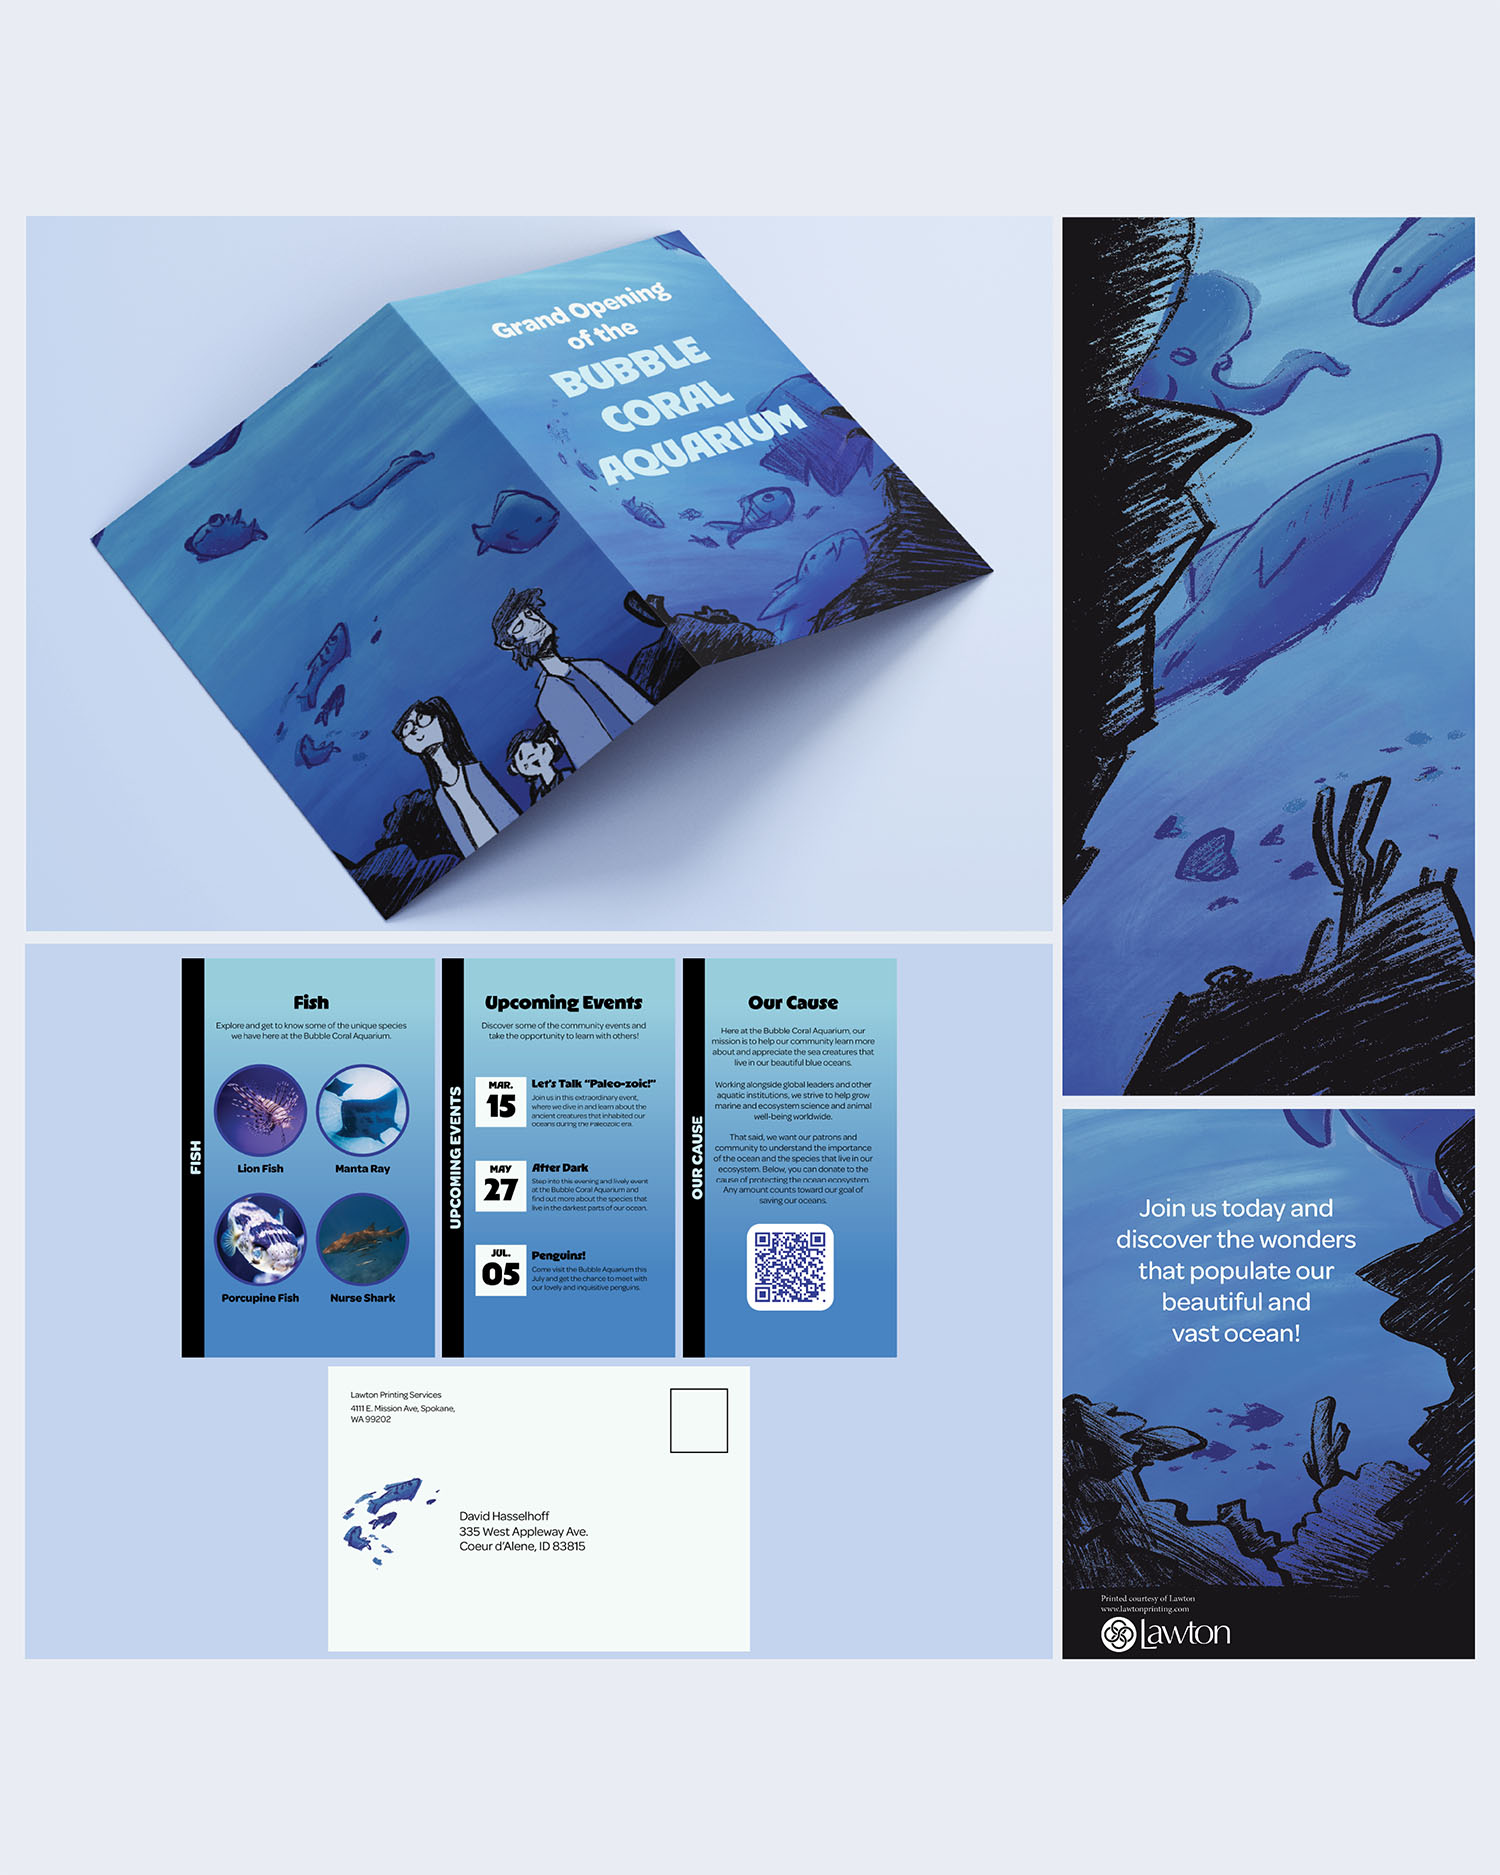 Grand Opening
of the
BUBBLE
CORAL
AQUARIUM
FISH
Fish
Explore and get to know some of the unique species
we have here at the Bubble Coral Aquarium.
Lion Fish
Manta Ray
Porcupine Fish
Nurse Shark
UPCOMING EVENTS
Upcoming Events
Discover some of the community events and
take the opportunity to learn with others!
MAR.
15
Let's Talk "Paleo-zoic!"
Join us in this extraordinary event,
where we dive in and learn about the
ancient creatures that inhabited our
oceans during the Paleozoic era.
MAY
27
After Dark
Step into this evening and lively event
at the Bubble Coral Aquarium and
find out more about the species that
live in the darkest parts of our ocean.
JUL.
05
Penguins!
Come visit the Bubble Aquarium this
July and get the chance to meet with
our lovely and inquisitive penguins.
OUR CAUSE
Our Cause
Here at the Bubble Coral Aquarium, our
mission is to help our community learn more
about and appreciate the sea creatures that
live in our beautiful blue oceans.
Working alongside global leaders and other
aquatic institutions, we strive to help grow
marine and ecosystem science and animal
well-being worldwide.
That said, we want our patrons and
community to understand the importance
of the ocean and the species that live in our
ecosystem. Below, you can donate to the
cause of protecting the ocean ecosystem.
Any amount counts toward our goal of
saving our oceans.
Lawton Printing Services
4111 E. Mission Ave, Spokane,
WA 99202
David Hasselhoff
335 West Appleway Ave.
Coeur d'Alene, ID 83815
Join us today and
discover the wonders
that populate our
beautiful and
vast ocean!
Printed courtesy of Lawton
www.lawtonprinting.com
Lawton